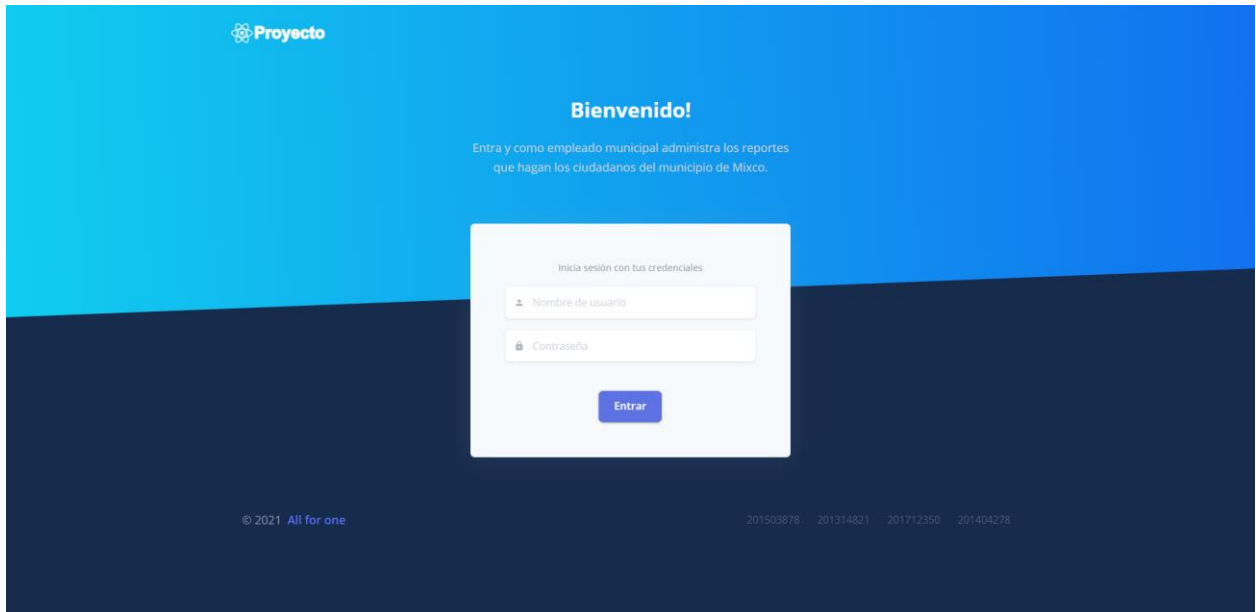 Proyecto
Bienvenido!
Entra y como empleado municipal administra los reportes
que hagan los ciudadanos del municipio de Mixco.
Inicia sesión con tus credenciales
Nombre de usuario
Contraseña
Entrar
© 2021 All for one
201503878 201314821 201712350 201404278